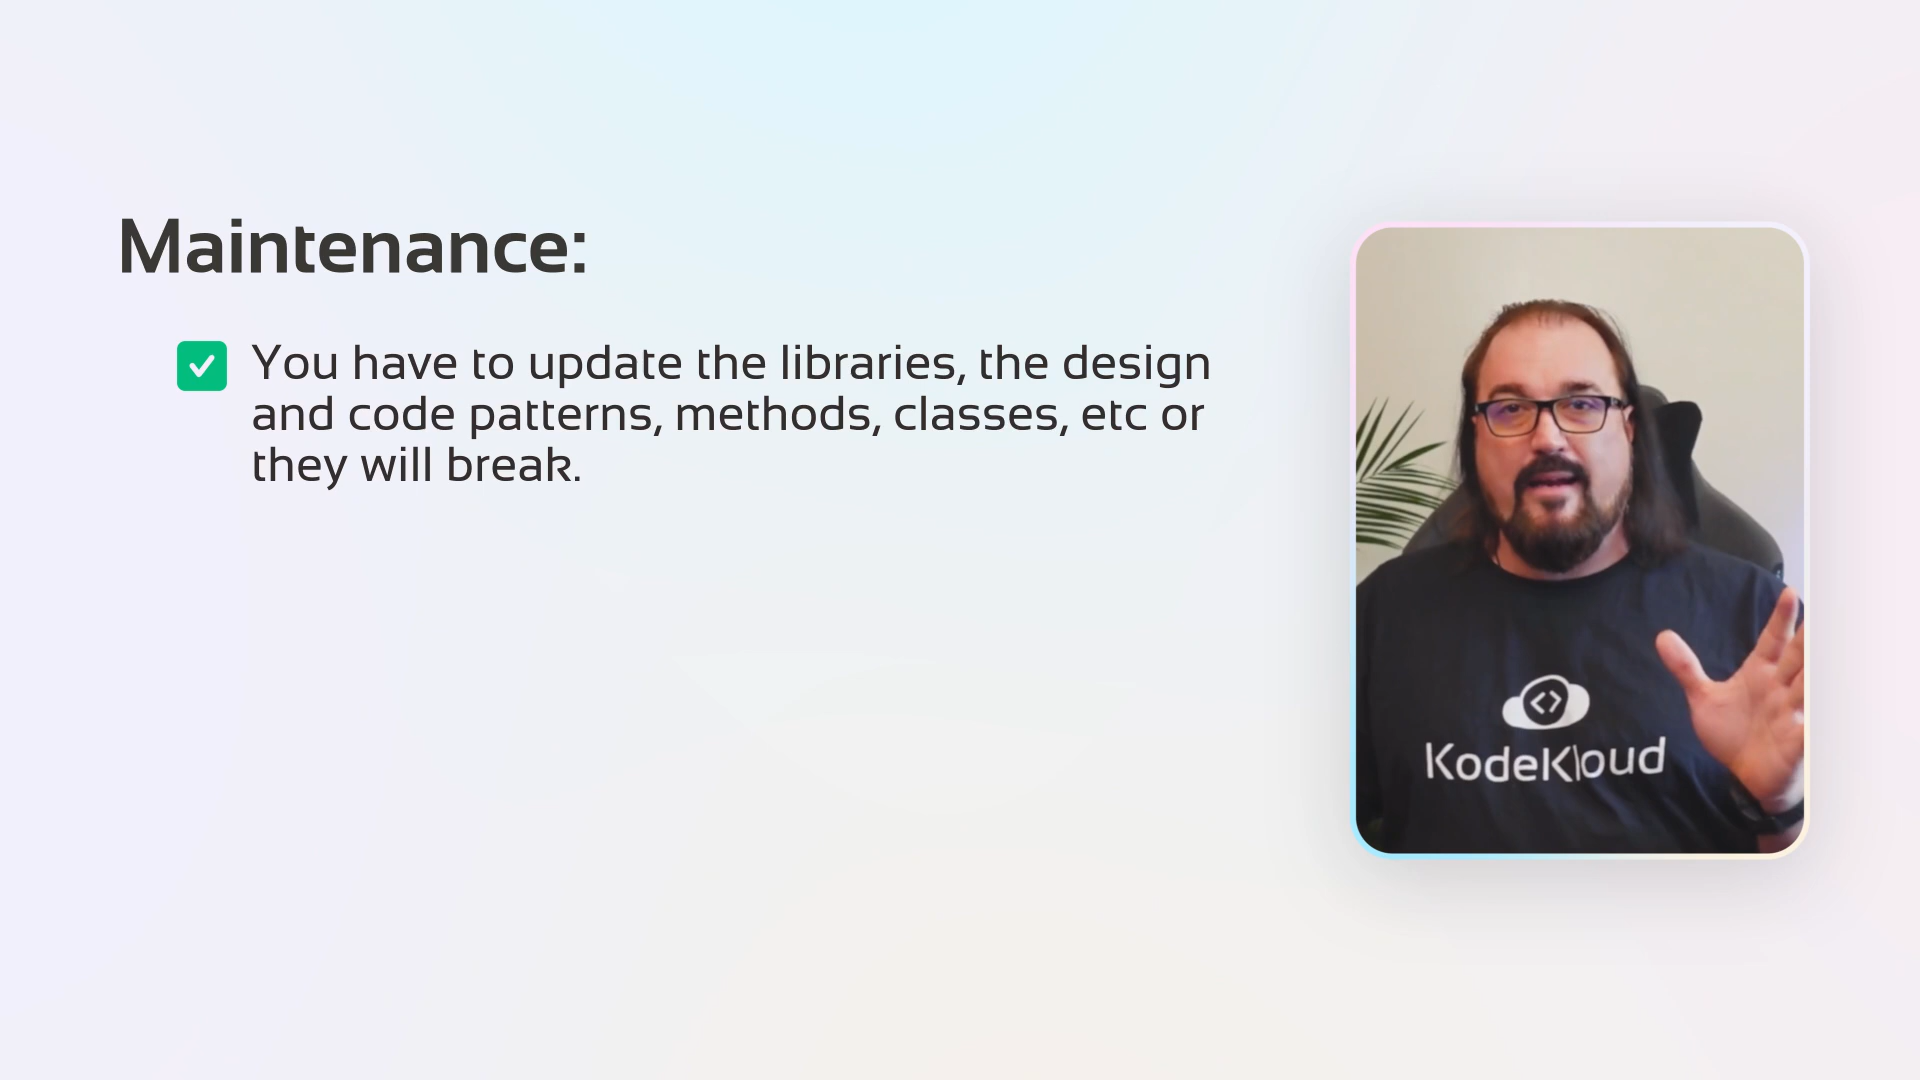 Maintenance:
You have to update the libraries, the design
and code patterns, methods, classes, etc or
they will break.
KodeKloud